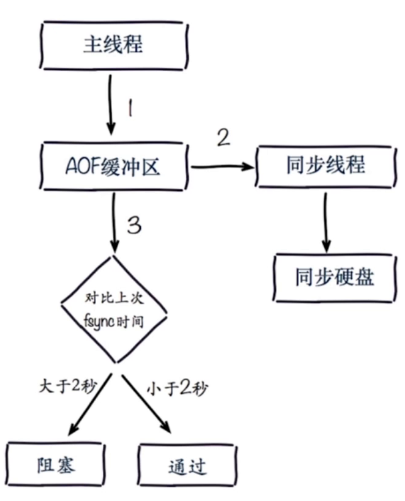 主线程
1
2
AOF缓冲区
同步线程
3
同步硬盘
对比上次
fsync时间
大于2秒
小于2秒
阻塞
通过